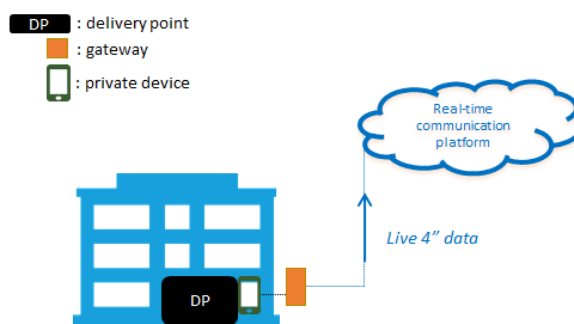 DP : delivery point
: gateway
: private device
Real-time
communication
platform
Live 4” data
DP